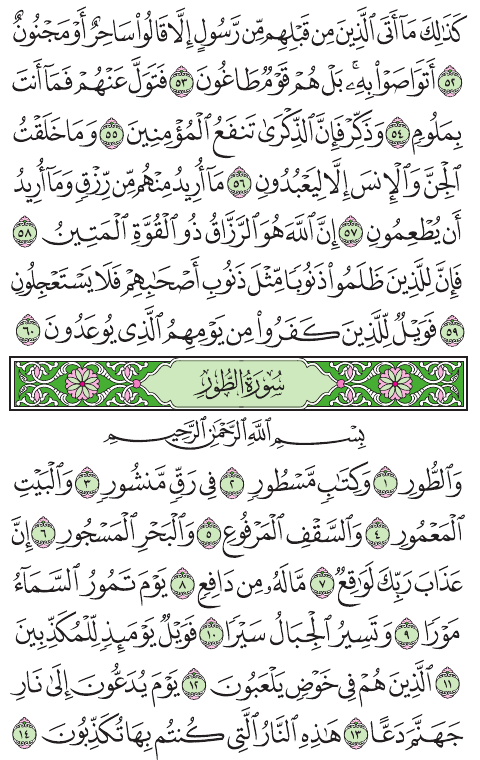 كَذَٰلِكَ مَآ أَتَى ٱلَّذِينَ مِن قَبۡلِهِم مِّن رَّسُولٍ إِلَّا قَالُواْ سَاحِرٌ أَوۡ مَجۡنُونٌ
٥٢ أَتَوَاصَوۡاْ بِهِۦۚ بَلۡ هُمۡ قَوۡمٞ طَاغُونَ ٥٣ فَتَوَلَّ عَنۡهُمۡ فَمَآ أَنتَ
بِمَلُومٖ ٥٤ وَذَكِّرۡ فَإِنَّ ٱلذِّكۡرَىٰ تَنفَعُ ٱلۡمُؤۡمِنِينَ ٥٥ وَمَا خَلَقۡتُ
ٱلۡجِنَّ وَٱلۡإِنسَ إِلَّا لِيَعۡبُدُونِ ٥٦ مَآ أُرِيدُ مِنۡهُم مِّن رِّزۡقٖ وَمَآ أُرِيدُ
أَن يُطۡعِمُونِ ٥٧ إِنَّ ٱللَّهَ هُوَ ٱلرَّزَّاقُ ذُو ٱلۡقُوَّةِ ٱلۡمَتِينُ ٥٨
فَإِنَّ لِلَّذِينَ ظَلَمُواْ ذَنُوبٗا مِّثۡلَ ذَنُوبِ أَصۡحَٰبِهِمۡ فَلَا يَسۡتَعۡجِلُونِ
٥٩ فَوَيۡلٞ لِّلَّذِينَ كَفَرُواْ مِن يَوۡمِهِمُ ٱلَّذِي يُوعَدُونَ ٦٠
سُورَةُ الطُّورِ
بِسۡمِ ٱللَّهِ ٱلرَّحۡمَٰنِ ٱلرَّحِيمِ
وَٱلطُّورِ ١ وَكِتَٰبٖ مَّسۡطُورٖ ٢ فِي رَقّٖ مَّنشُورٖ ٣ وَٱلۡبَيۡتِ
ٱلۡمَعۡمُورِ ٤ وَٱلسَّقۡفِ ٱلۡمَرۡفُوعِ ٥ وَٱلۡبَحۡرِ ٱلۡمَسۡجُورِ ٦ إِنَّ
عَذَابَ رَبِّكَ لَوَٰقِعٞ ٧ مَّا لَهُۥ مِن دَافِعٖ ٨ يَوۡمَ تَمُورُ ٱلسَّمَآءُ
مَوۡرٗا ٩ وَتَسِيرُ ٱلۡجِبَالُ سَيۡرٗا ١٠ فَوَيۡلٞ يَوۡمَئِذٖ لِّلۡمُكَذِّبِينَ
١١ ٱلَّذِينَ هُمۡ فِي خَوۡضٖ يَلۡعَبُونَ ١٢ يَوۡمَ يُدَعُّونَ إِلَىٰ نَارِ
جَهَنَّمَ دَعًّا ١٣ هَٰذِهِ ٱلنَّارُ ٱلَّتِي كُنتُم بِهَا تُكَذِّبُونَ ١٤